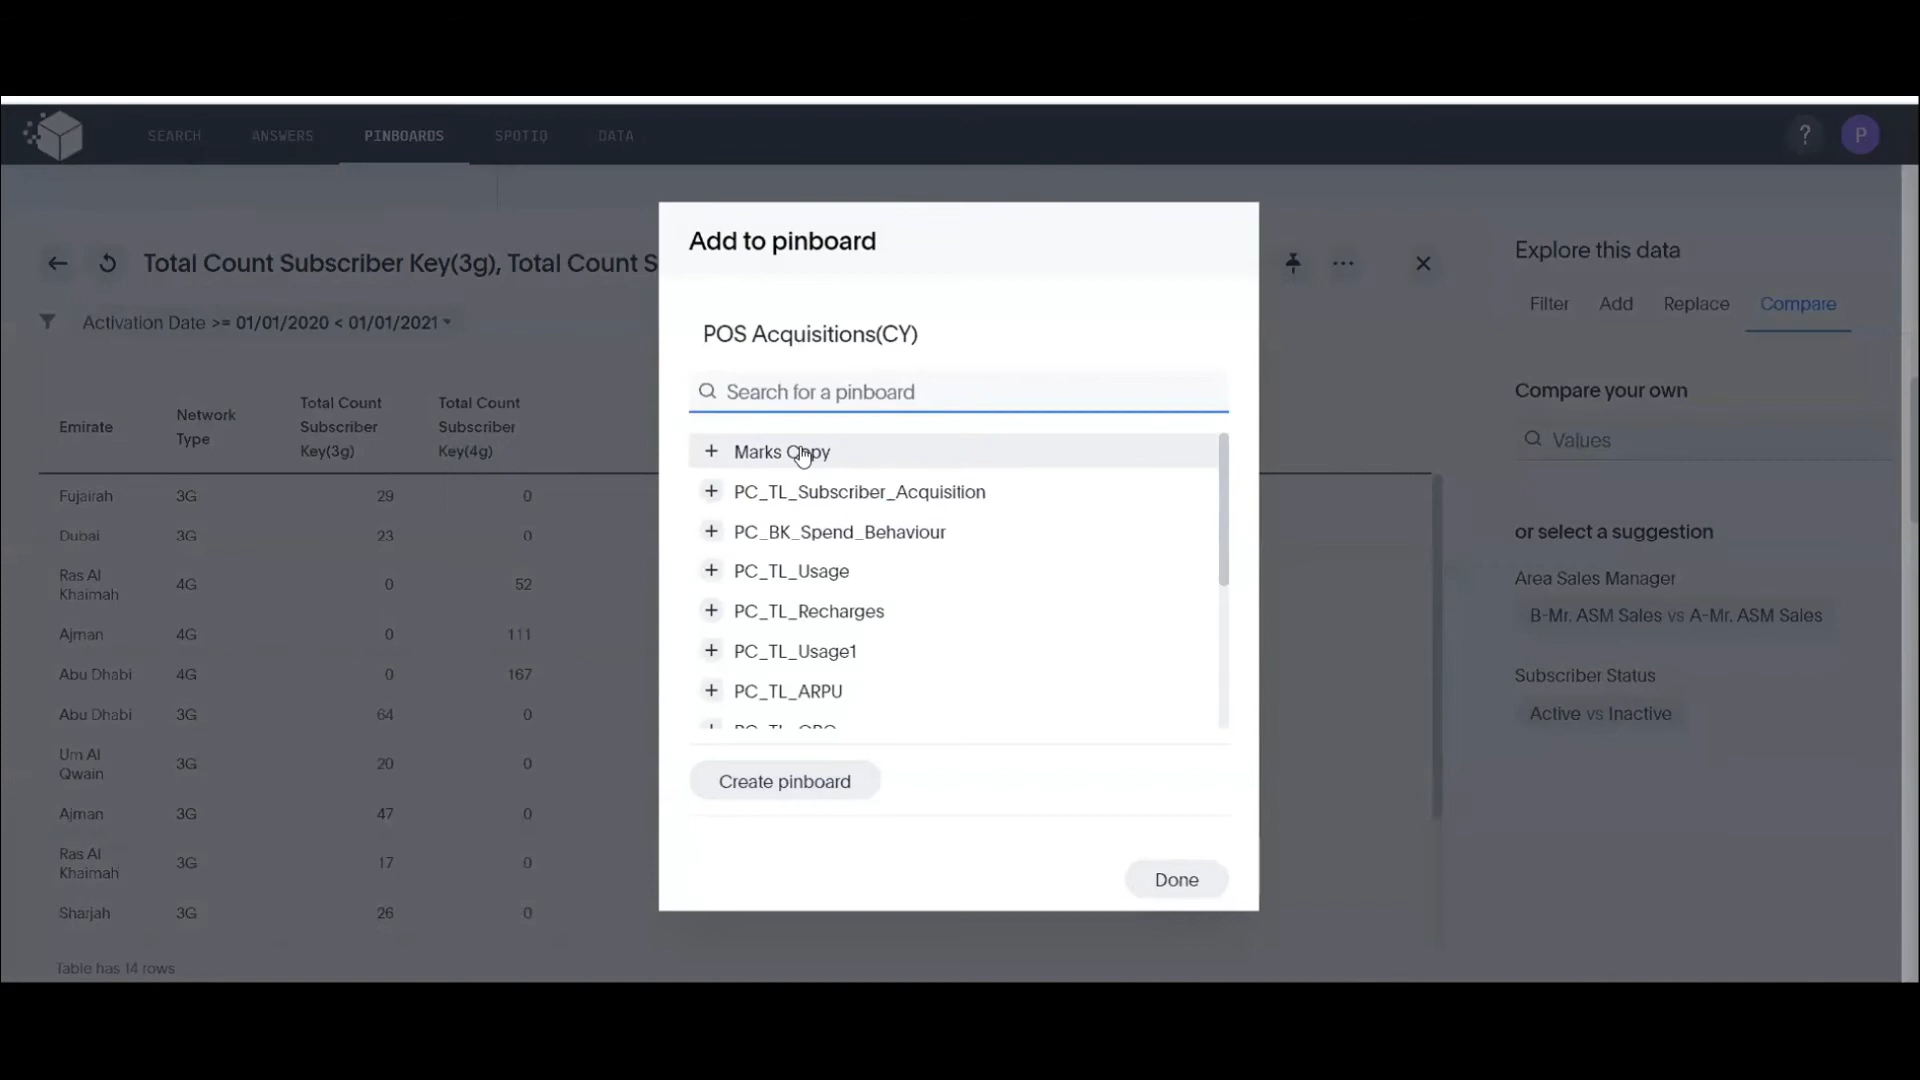 SEARCH ANSWERS PINBOARDS SPOTIQ DATA ? P
Total Count Subscriber Key(3g), Total Count S
Activation Date >= 01/01/2020 < 01/01/2021
Emirate Network Type Total Count Subscriber Key(3g) Total Count Subscriber Key(4g)
Fujairah 3G 29 0
Dubai 3G 23 0
Ras Al Khaimah 4G 0 52
Ajman 4G 0 111
Abu Dhabi 4G 0 167
Abu Dhabi 3G 64 0
Um Al Qwain 3G 20 0
Ajman 3G 47 0
Ras Al Khaimah 3G 17 0
Sharjah 3G 26 0
Table has 14 rows
Add to pinboard
POS Acquisitions(CY)
Search for a pinboard
+ Marks Copy
+ PC_TL_Subscriber_Acquisition
+ PC_BK_Spend_Behaviour
+ PC_TL_Usage
+ PC_TL_Recharges
+ PC_TL_Usage1
+ PC_TL_ARPU
Create pinboard
Done
Explore this data
Filter Add Replace Compare
Compare your own
Values
or select a suggestion
Area Sales Manager
B-Mr. ASM Sales vs A-Mr. ASM Sales
Subscriber Status
Active vs Inactive